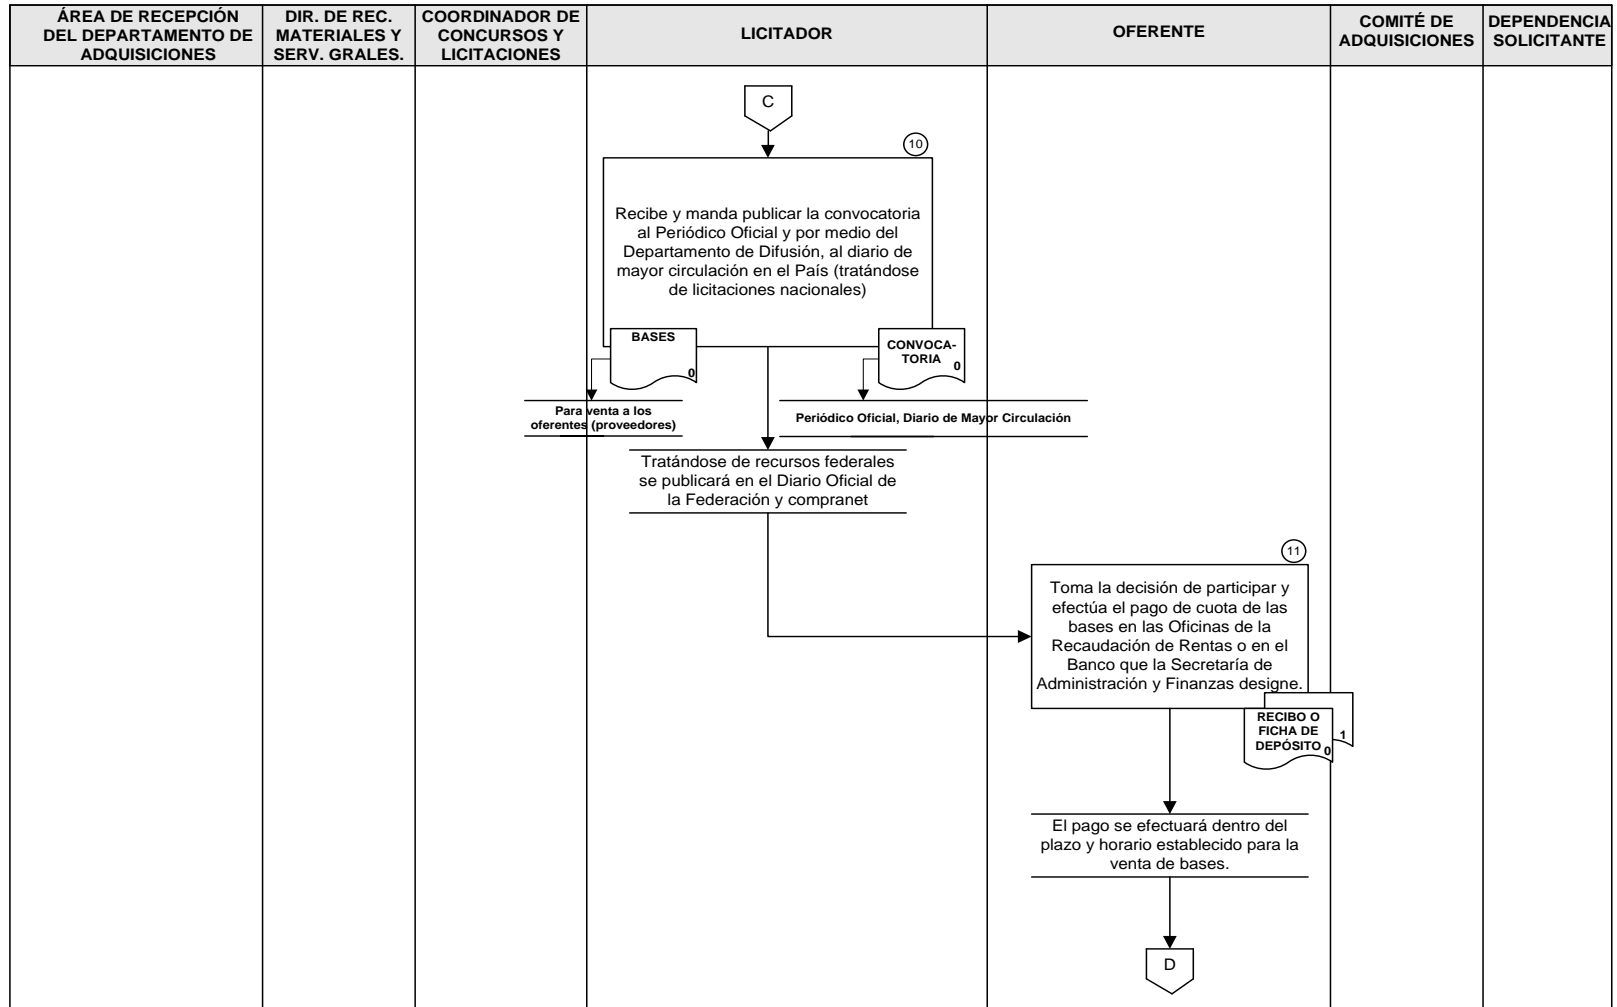 ÁREA DE RECEPCIÓN
DEL DEPARTAMENTO DE
ADQUISICIONES
DIR. DE REC.
MATERIALES Y
SERV. GRALES.
COORDINADOR DE
CONCURSOS Y
LICITACIONES
LICITADOR
OFERENTE
COMITÉ DE
ADQUISICIONES
DEPENDENCIA
SOLICITANTE
C
10
Recibe y manda publicar la convocatoria
al Periódico Oficial y por medio del
Departamento de Difusión, al diario de
mayor circulación en el País (tratándose
de licitaciones nacionales)
BASES
0
CONVOCA-
TORIA
0
Para venta a los
oferentes (proveedores)
Periódico Oficial, Diario de Mayor Circulación
Tratándose de recursos federales
se publicará en el Diario Oficial de
la Federación y compranet
11
Toma la decisión de participar y
efectúa el pago de cuota de las
bases en las Oficinas de la
Recaudación de Rentas o en el
Banco que la Secretaría de
Administración y Finanzas designe.
RECIBO O
FICHA DE
DEPÓSITO
0
1
El pago se efectuará dentro del
plazo y horario establecido para la
venta de bases.
D